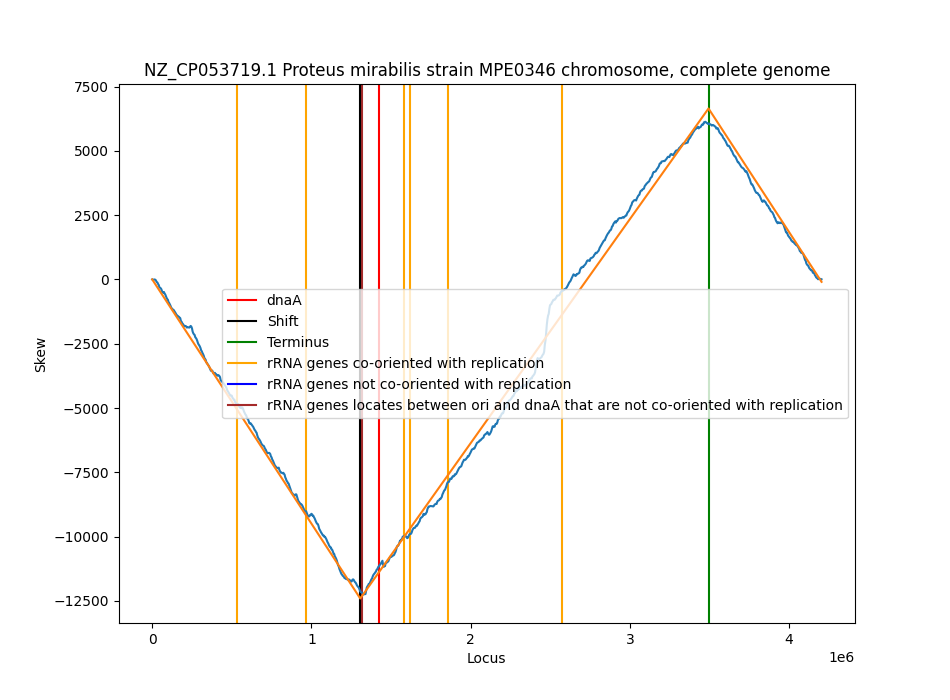 NZ_CP053719.1 Proteus mirabilis strain MPE0346 chromosome, complete genome
7500
5000
2500
0
−2500
−5000
−7500
−10000
−12500
Skew
dnaA
Shift
Terminus
rRNA genes co-oriented with replication
rRNA genes not co-oriented with replication
rRNA genes locates between ori and dnaA that are not co-oriented with replication
0 1 2 3 4
1e6
Locus